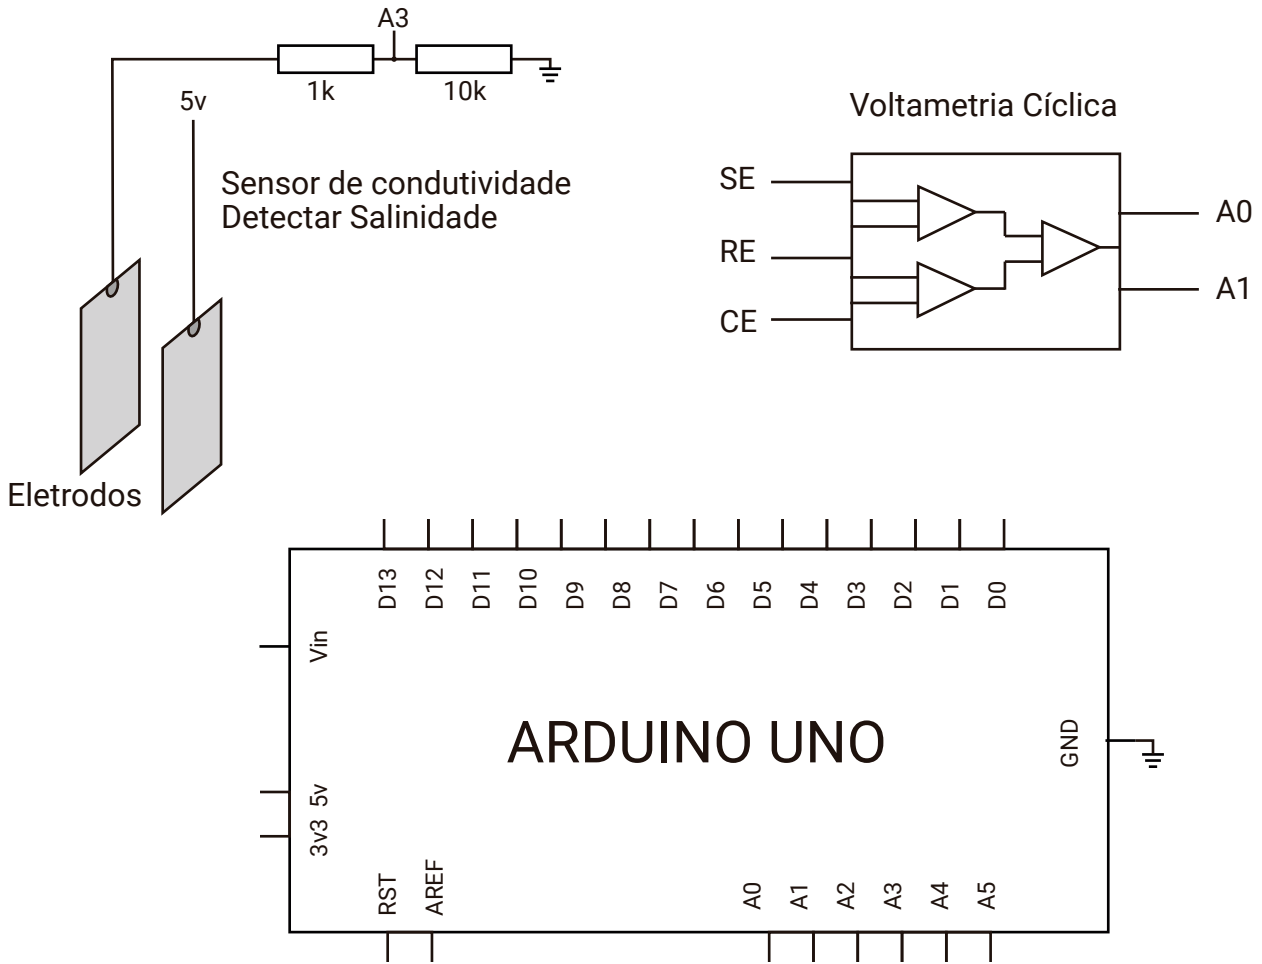 A3
1k
10k
5v
Sensor de condutividade
Detectar Salinidade
Eletrodos
Voltametria Cíclica
SE
RE
CE
A0
A1
D13
D12
D11
D10
D9
D8
D7
D6
D5
D4
D3
D2
D1
D0
Vin
ARDUINO UNO
GND
5v
3v3
RST
AREF
A0
A1
A2
A3
A4
A5